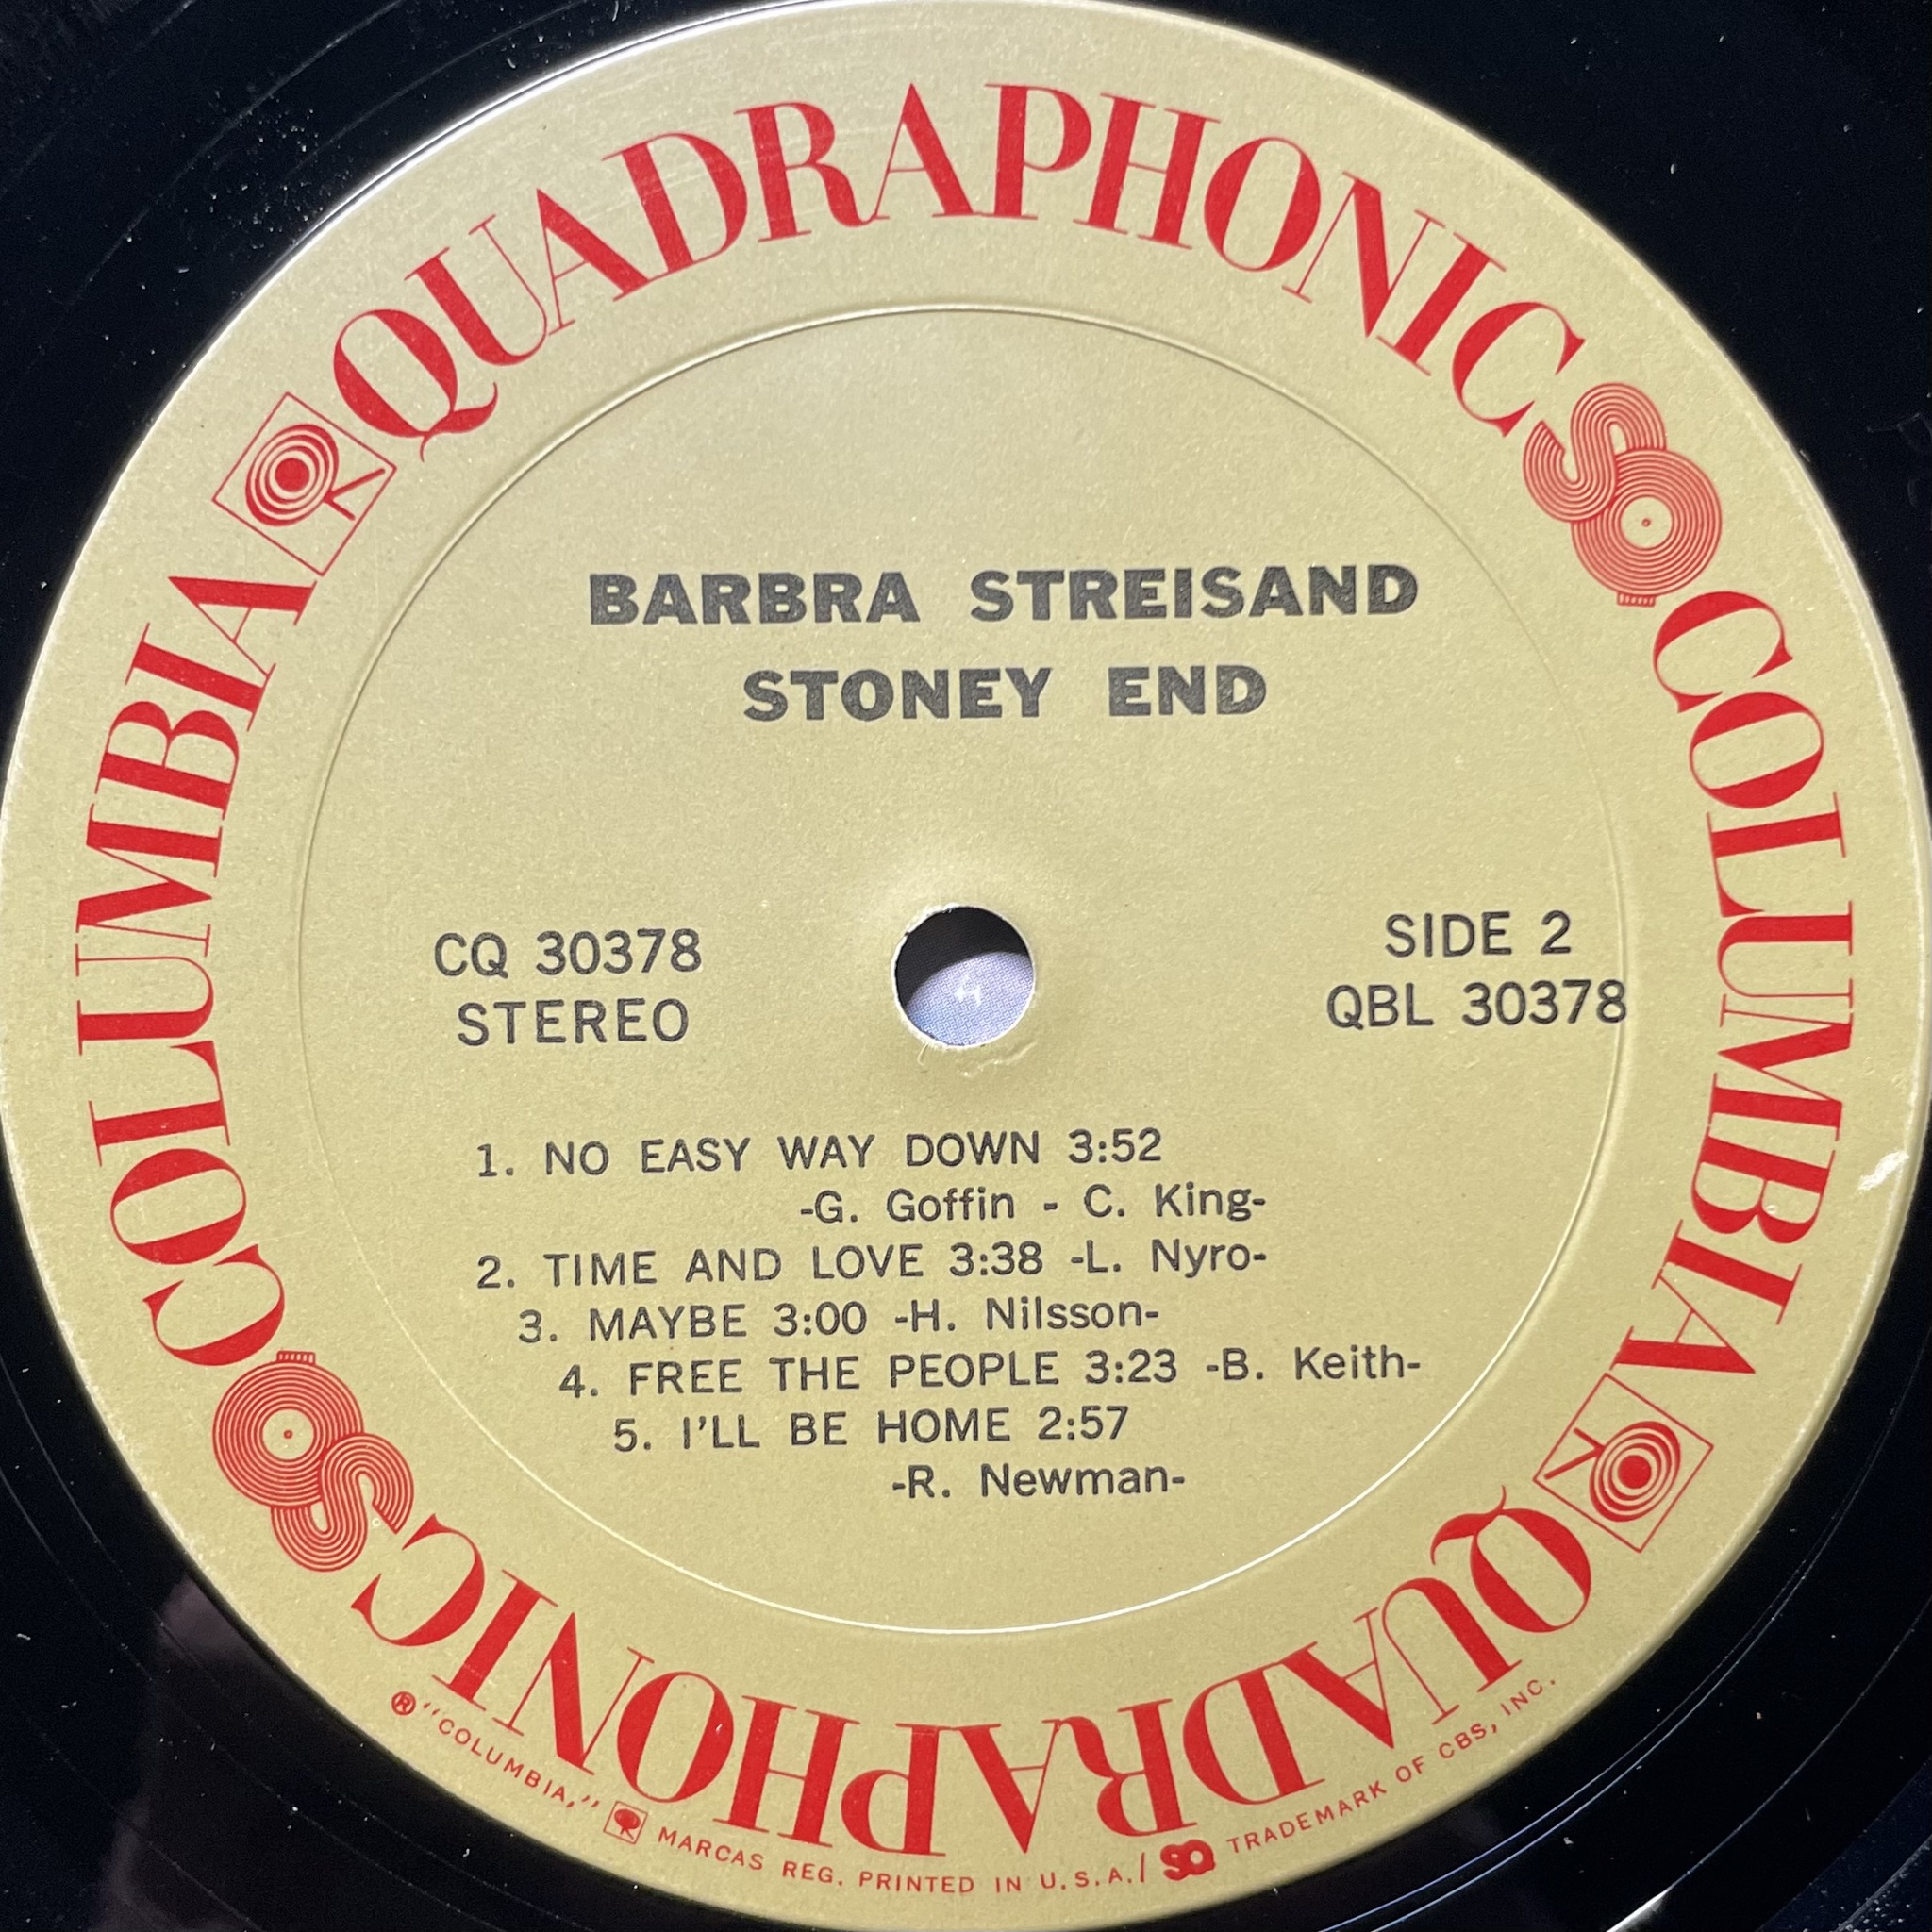 QUADRAPHONIC SQ COLUMBIA
QUADRAPHONIC SQ COLUMBIA
BARBRA STREISAND
STONEY END
CQ 30378
STEREO
SIDE 2
QBL 30378
1. NO EASY WAY DOWN 3:52
-G. Goffin - C. King-
2. TIME AND LOVE 3:38 -L. Nyro-
3. MAYBE 3:00 -H. Nilsson-
4. FREE THE PEOPLE 3:23 -B. Keith-
5. I'LL BE HOME 2:57
-R. Newman-
® "COLUMBIA," MARCAS REG. PRINTED IN U.S.A./ SQ TRADEMARK OF CBS, INC.